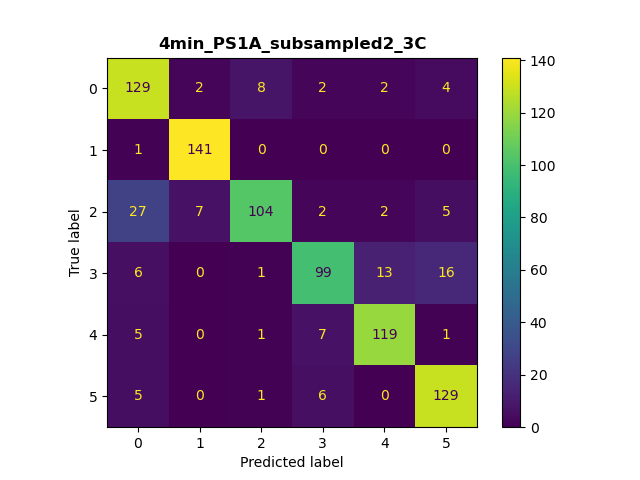 4min_PS1A_subsampled2_3C
True label
0 129 2 8 2 2 4
1 1 141 0 0 0 0
2 27 7 104 2 2 5
3 6 0 1 99 13 16
4 5 0 1 7 119 1
5 5 0 1 6 0 129
0 1 2 3 4 5
Predicted label
140
120
100
80
60
40
20
0